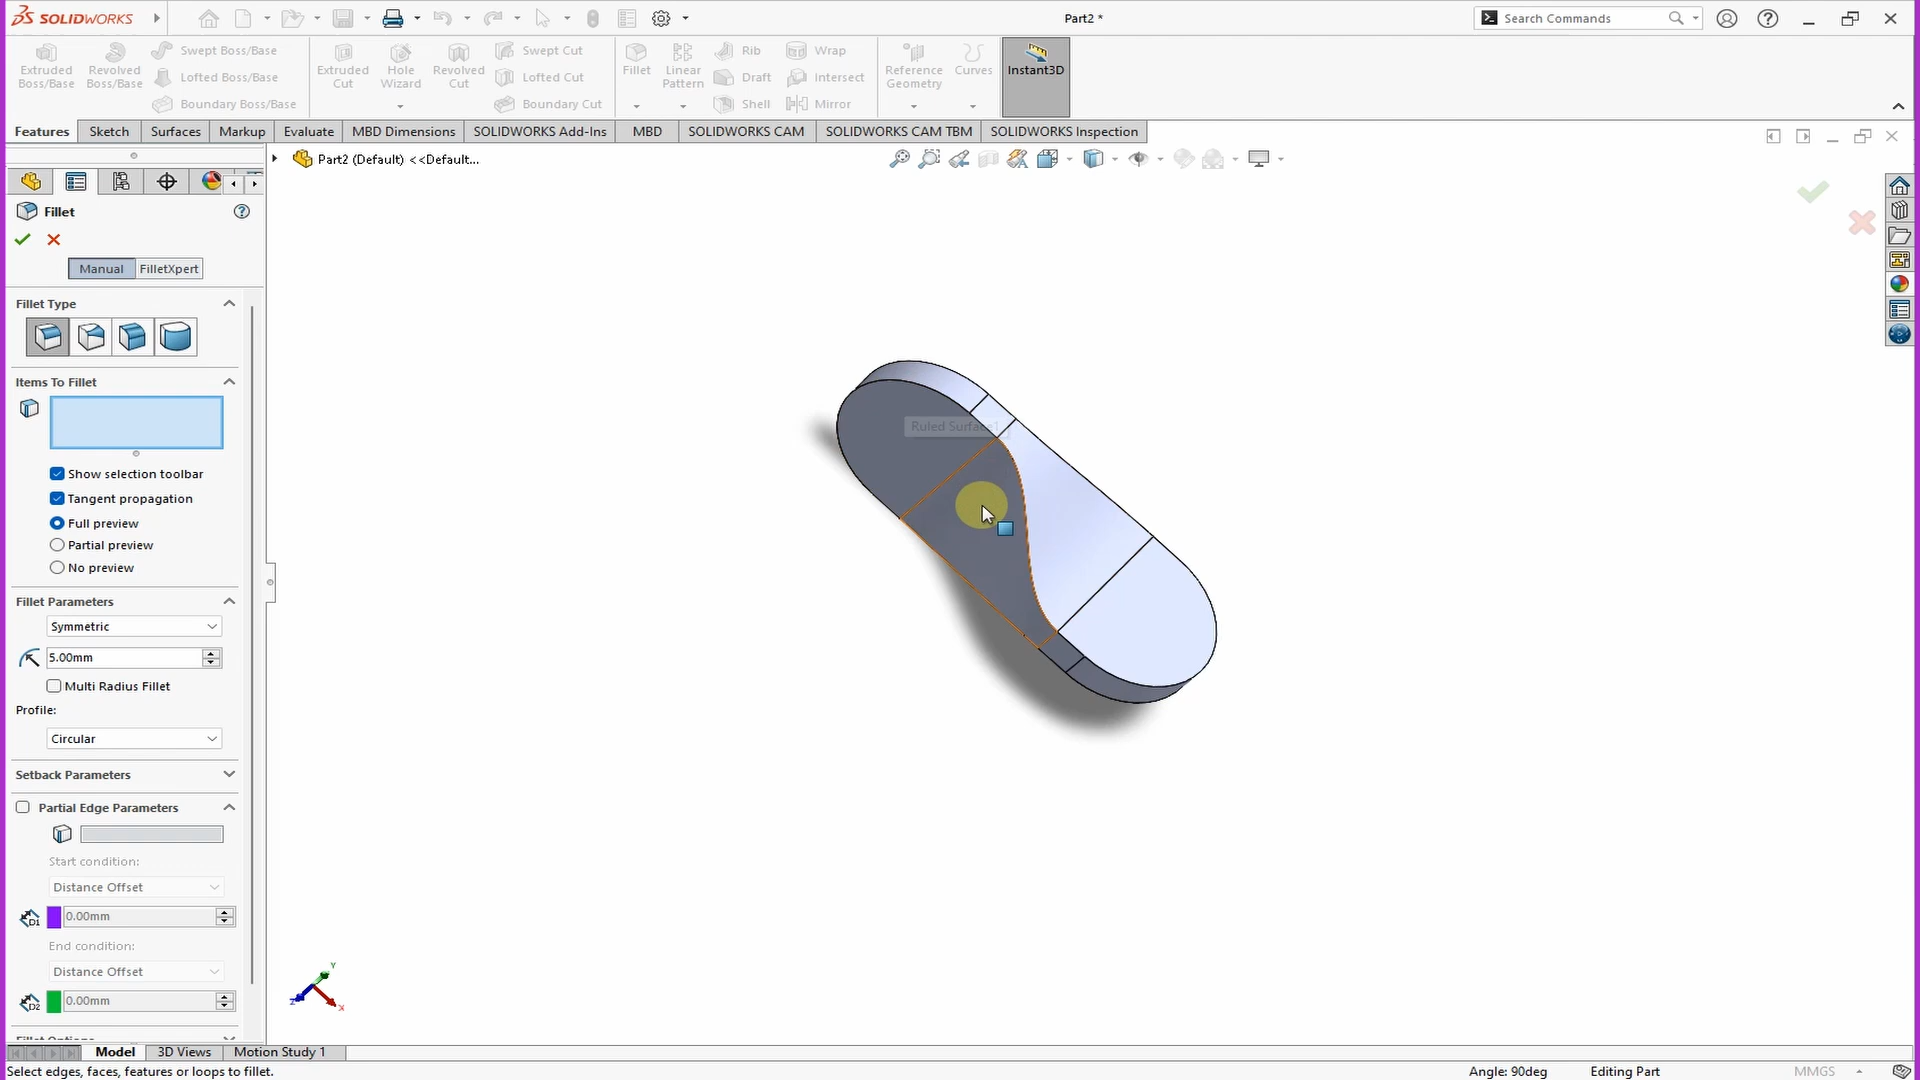 SOLIDWORKS
Part2 *
Search Commands
Extruded Boss/Base
Revolved Boss/Base
Swept Boss/Base
Lofted Boss/Base
Boundary Boss/Base
Extruded Cut
Hole Wizard
Revolved Cut
Swept Cut
Lofted Cut
Boundary Cut
Fillet
Linear Pattern
Rib
Draft
Shell
Wrap
Intersect
Mirror
Reference Geometry
Curves
Instant3D
Features
Sketch
Surfaces
Markup
Evaluate
MBD Dimensions
SOLIDWORKS Add-Ins
MBD
SOLIDWORKS CAM
SOLIDWORKS CAM TBM
SOLIDWORKS Inspection
Part2 (Default) <<Default...
Fillet
Manual
FilletXpert
Fillet Type
Items To Fillet
Show selection toolbar
Tangent propagation
Full preview
Partial preview
No preview
Fillet Parameters
Symmetric
5.00mm
Multi Radius Fillet
Profile:
Circular
Setback Parameters
Partial Edge Parameters
Start condition:
Distance Offset
D1
0.00mm
End condition:
Distance Offset
D2
0.00mm
Fillet Options
Ruled Surface1
Y
Z
X
Model
3D Views
Motion Study 1
Select edges, faces, features or loops to fillet.
Angle: 90deg
Editing Part
MMGS